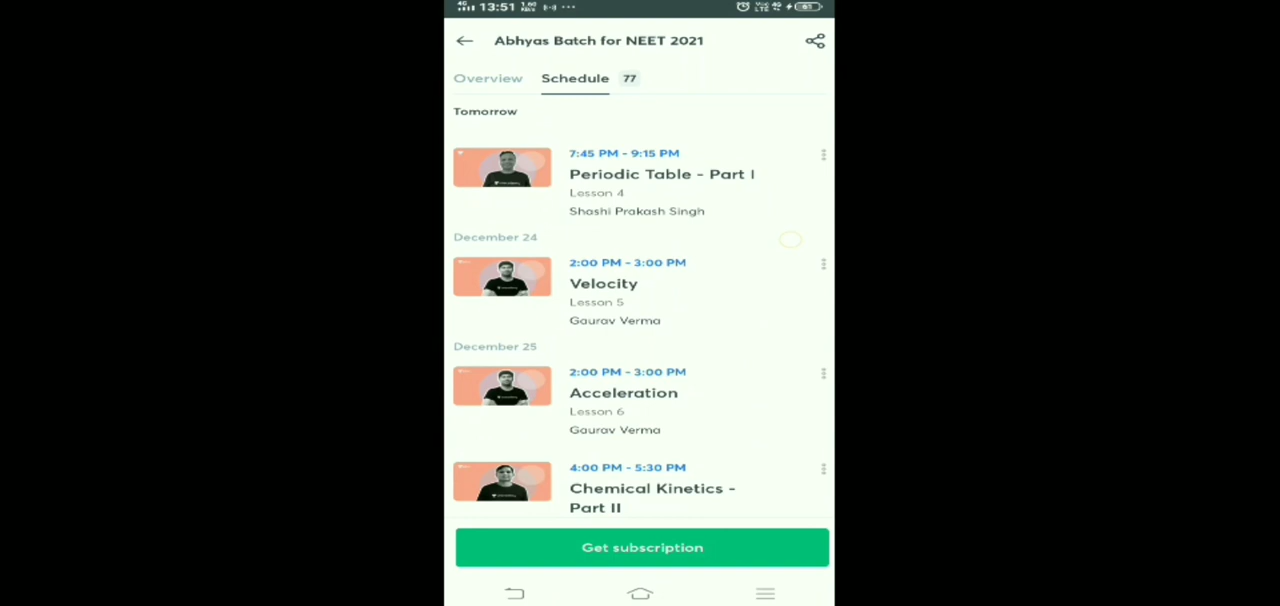 4G 13:51
61
Abhyas Batch for NEET 2021
Overview Schedule 77
Tomorrow
7:45 PM - 9:15 PM
Periodic Table - Part I
Lesson 4
Shashi Prakash Singh
December 24
2:00 PM - 3:00 PM
Velocity
Lesson 5
Gaurav Verma
December 25
2:00 PM - 3:00 PM
Acceleration
Lesson 6
Gaurav Verma
4:00 PM - 5:30 PM
Chemical Kinetics -
Part II
Get subscription